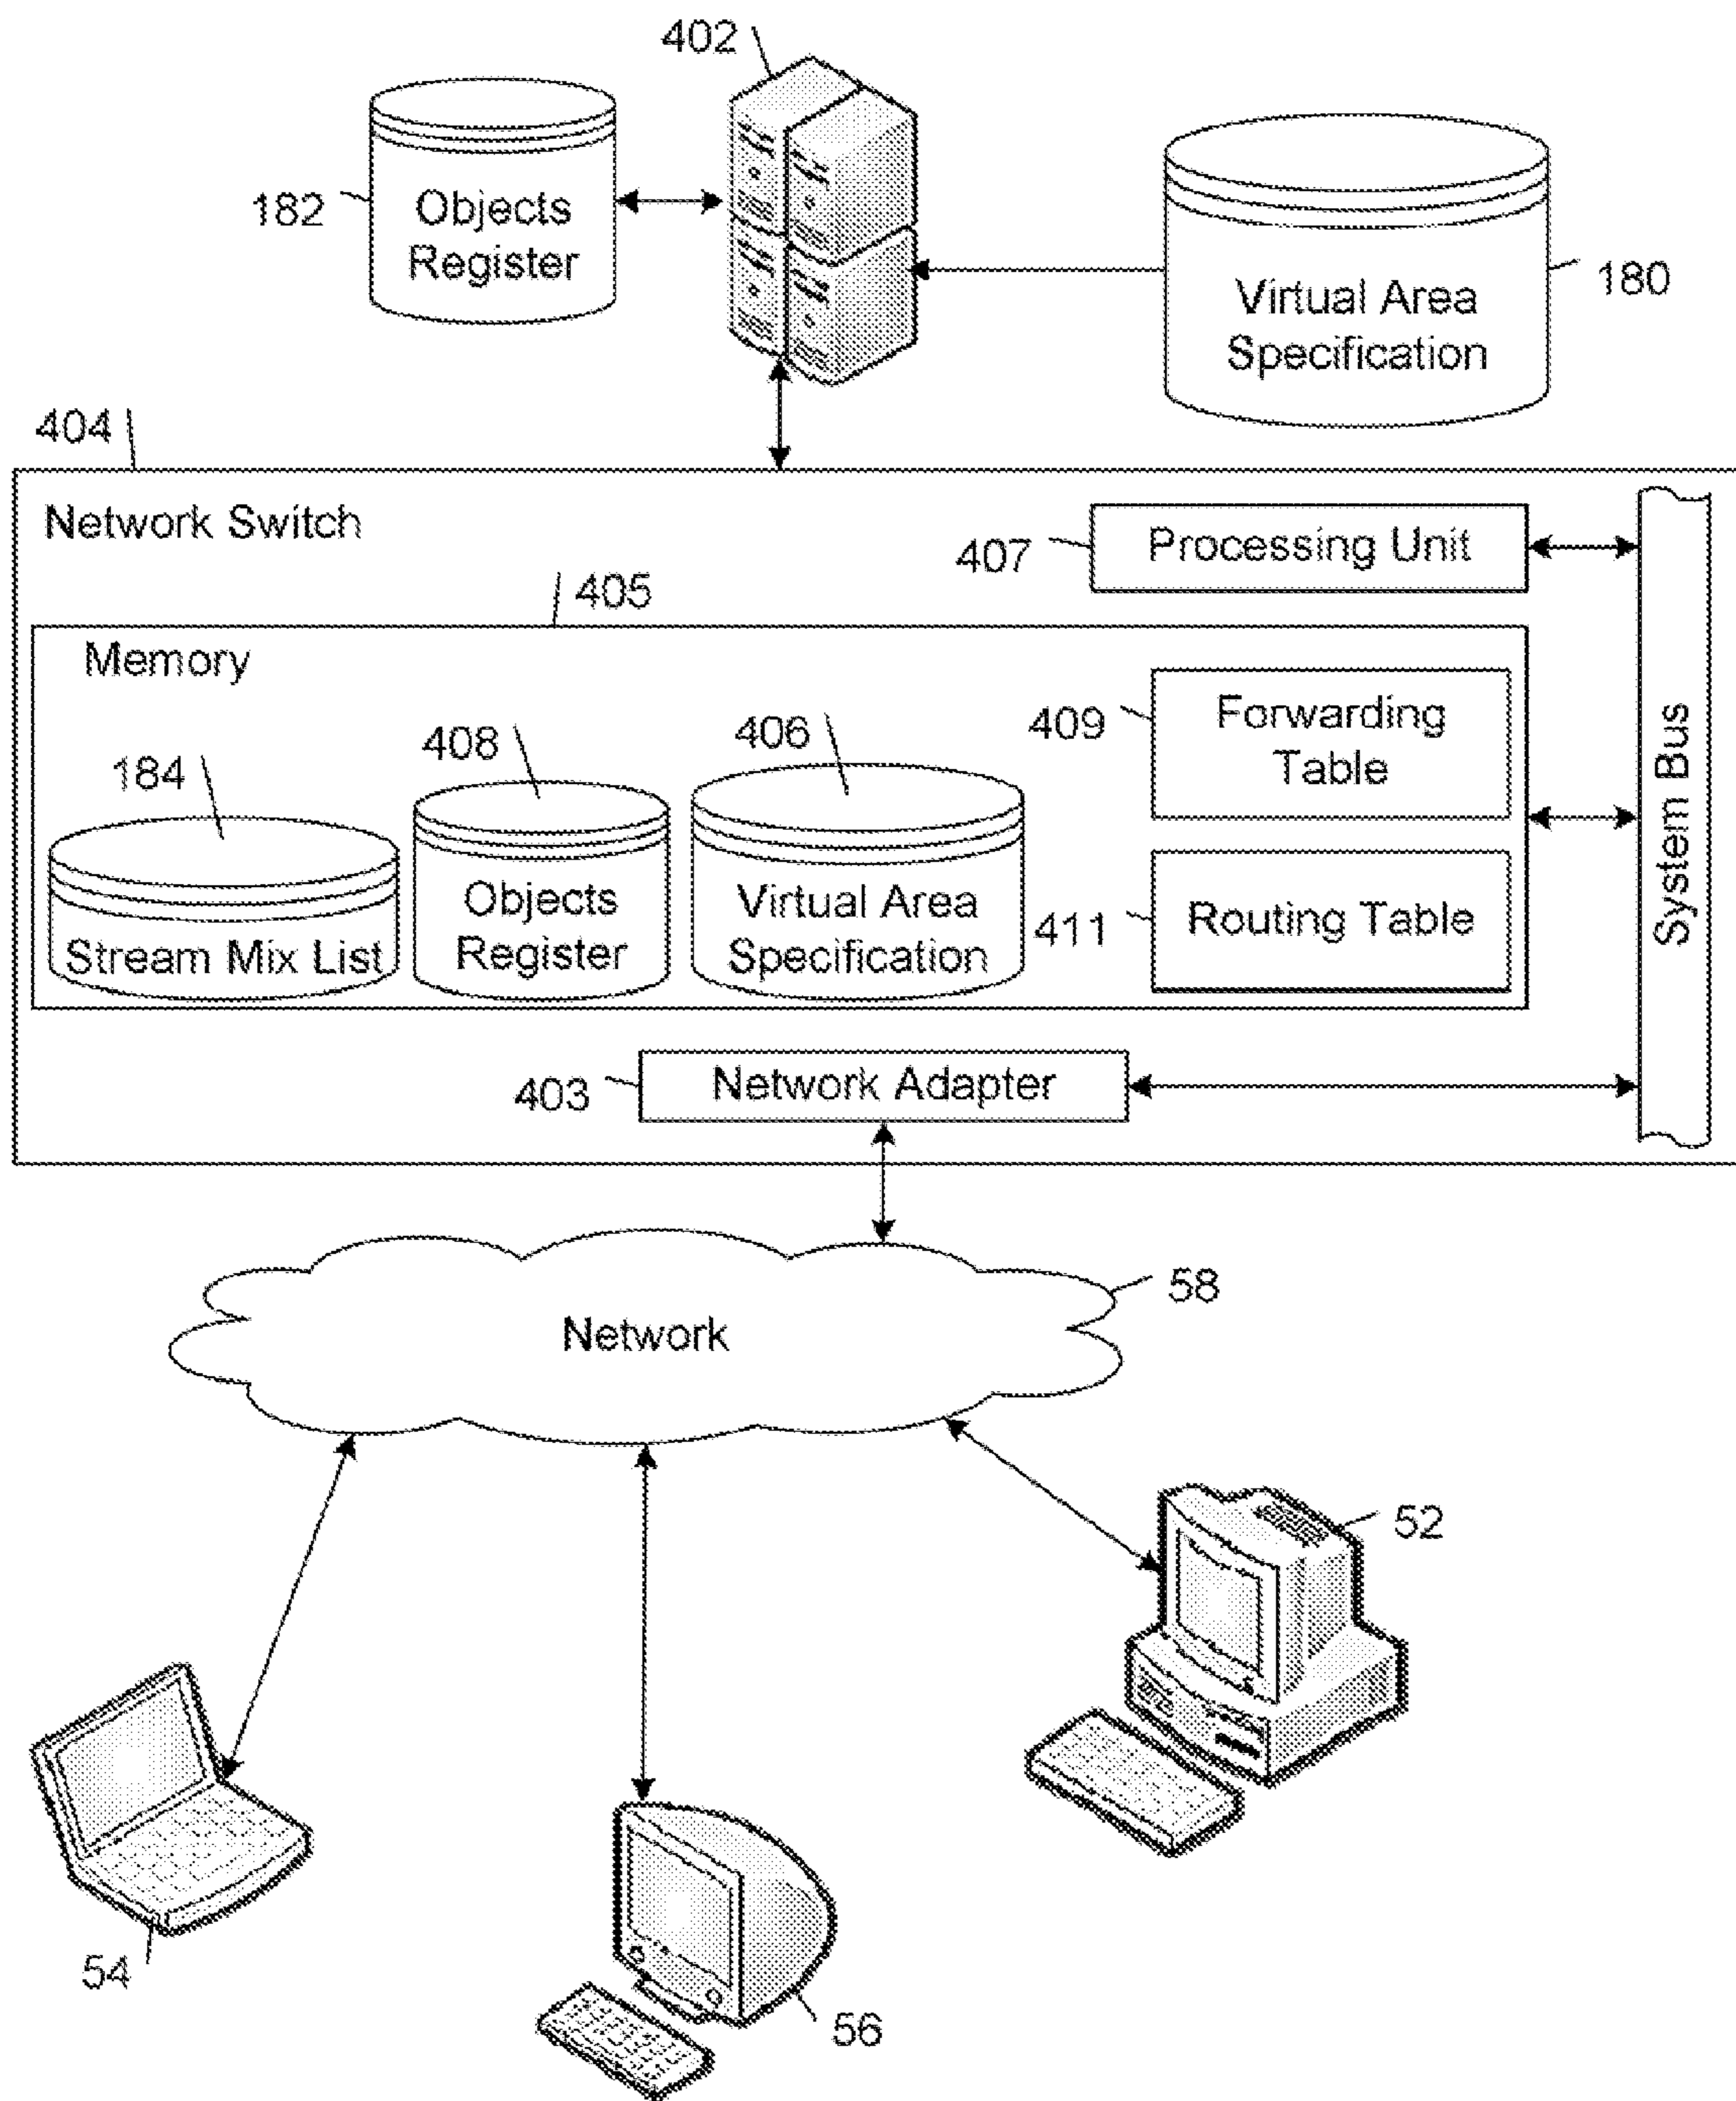 402
182
Objects
Register
Virtual Area
Specification
180
404
Network Switch
407
Processing Unit
405
Memory
409
Forwarding
Table
184
408
406
Stream Mix List
Objects
Register
Virtual Area
Specification
411
Routing Table
System Bus
403
Network Adapter
58
Network
52
54
56